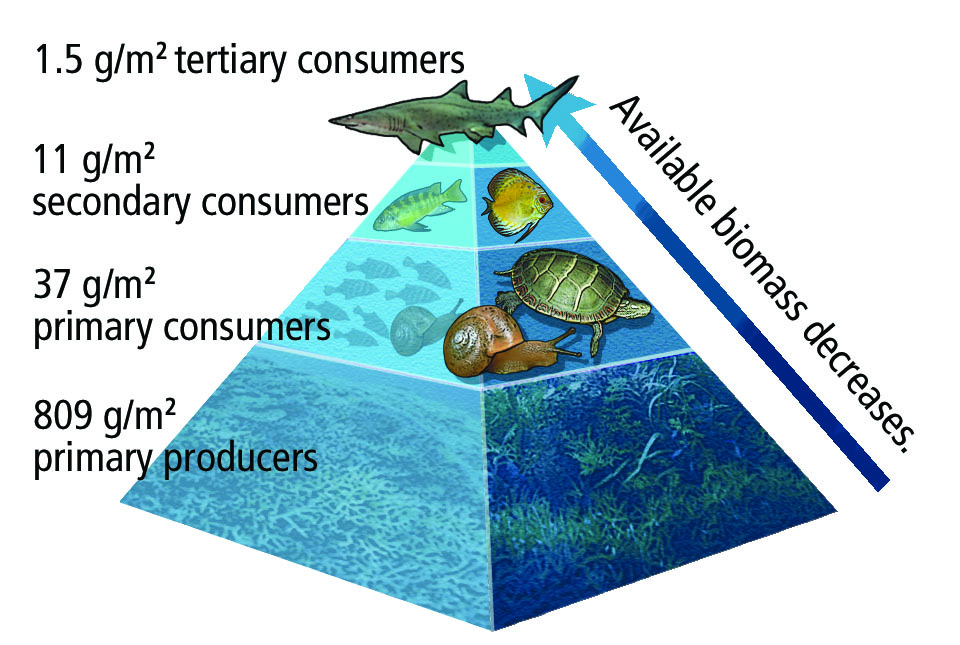 1.5 g/m² tertiary consumers
11 g/m²
secondary consumers
37 g/m²
primary consumers
809 g/m²
primary producers
Available biomass decreases.